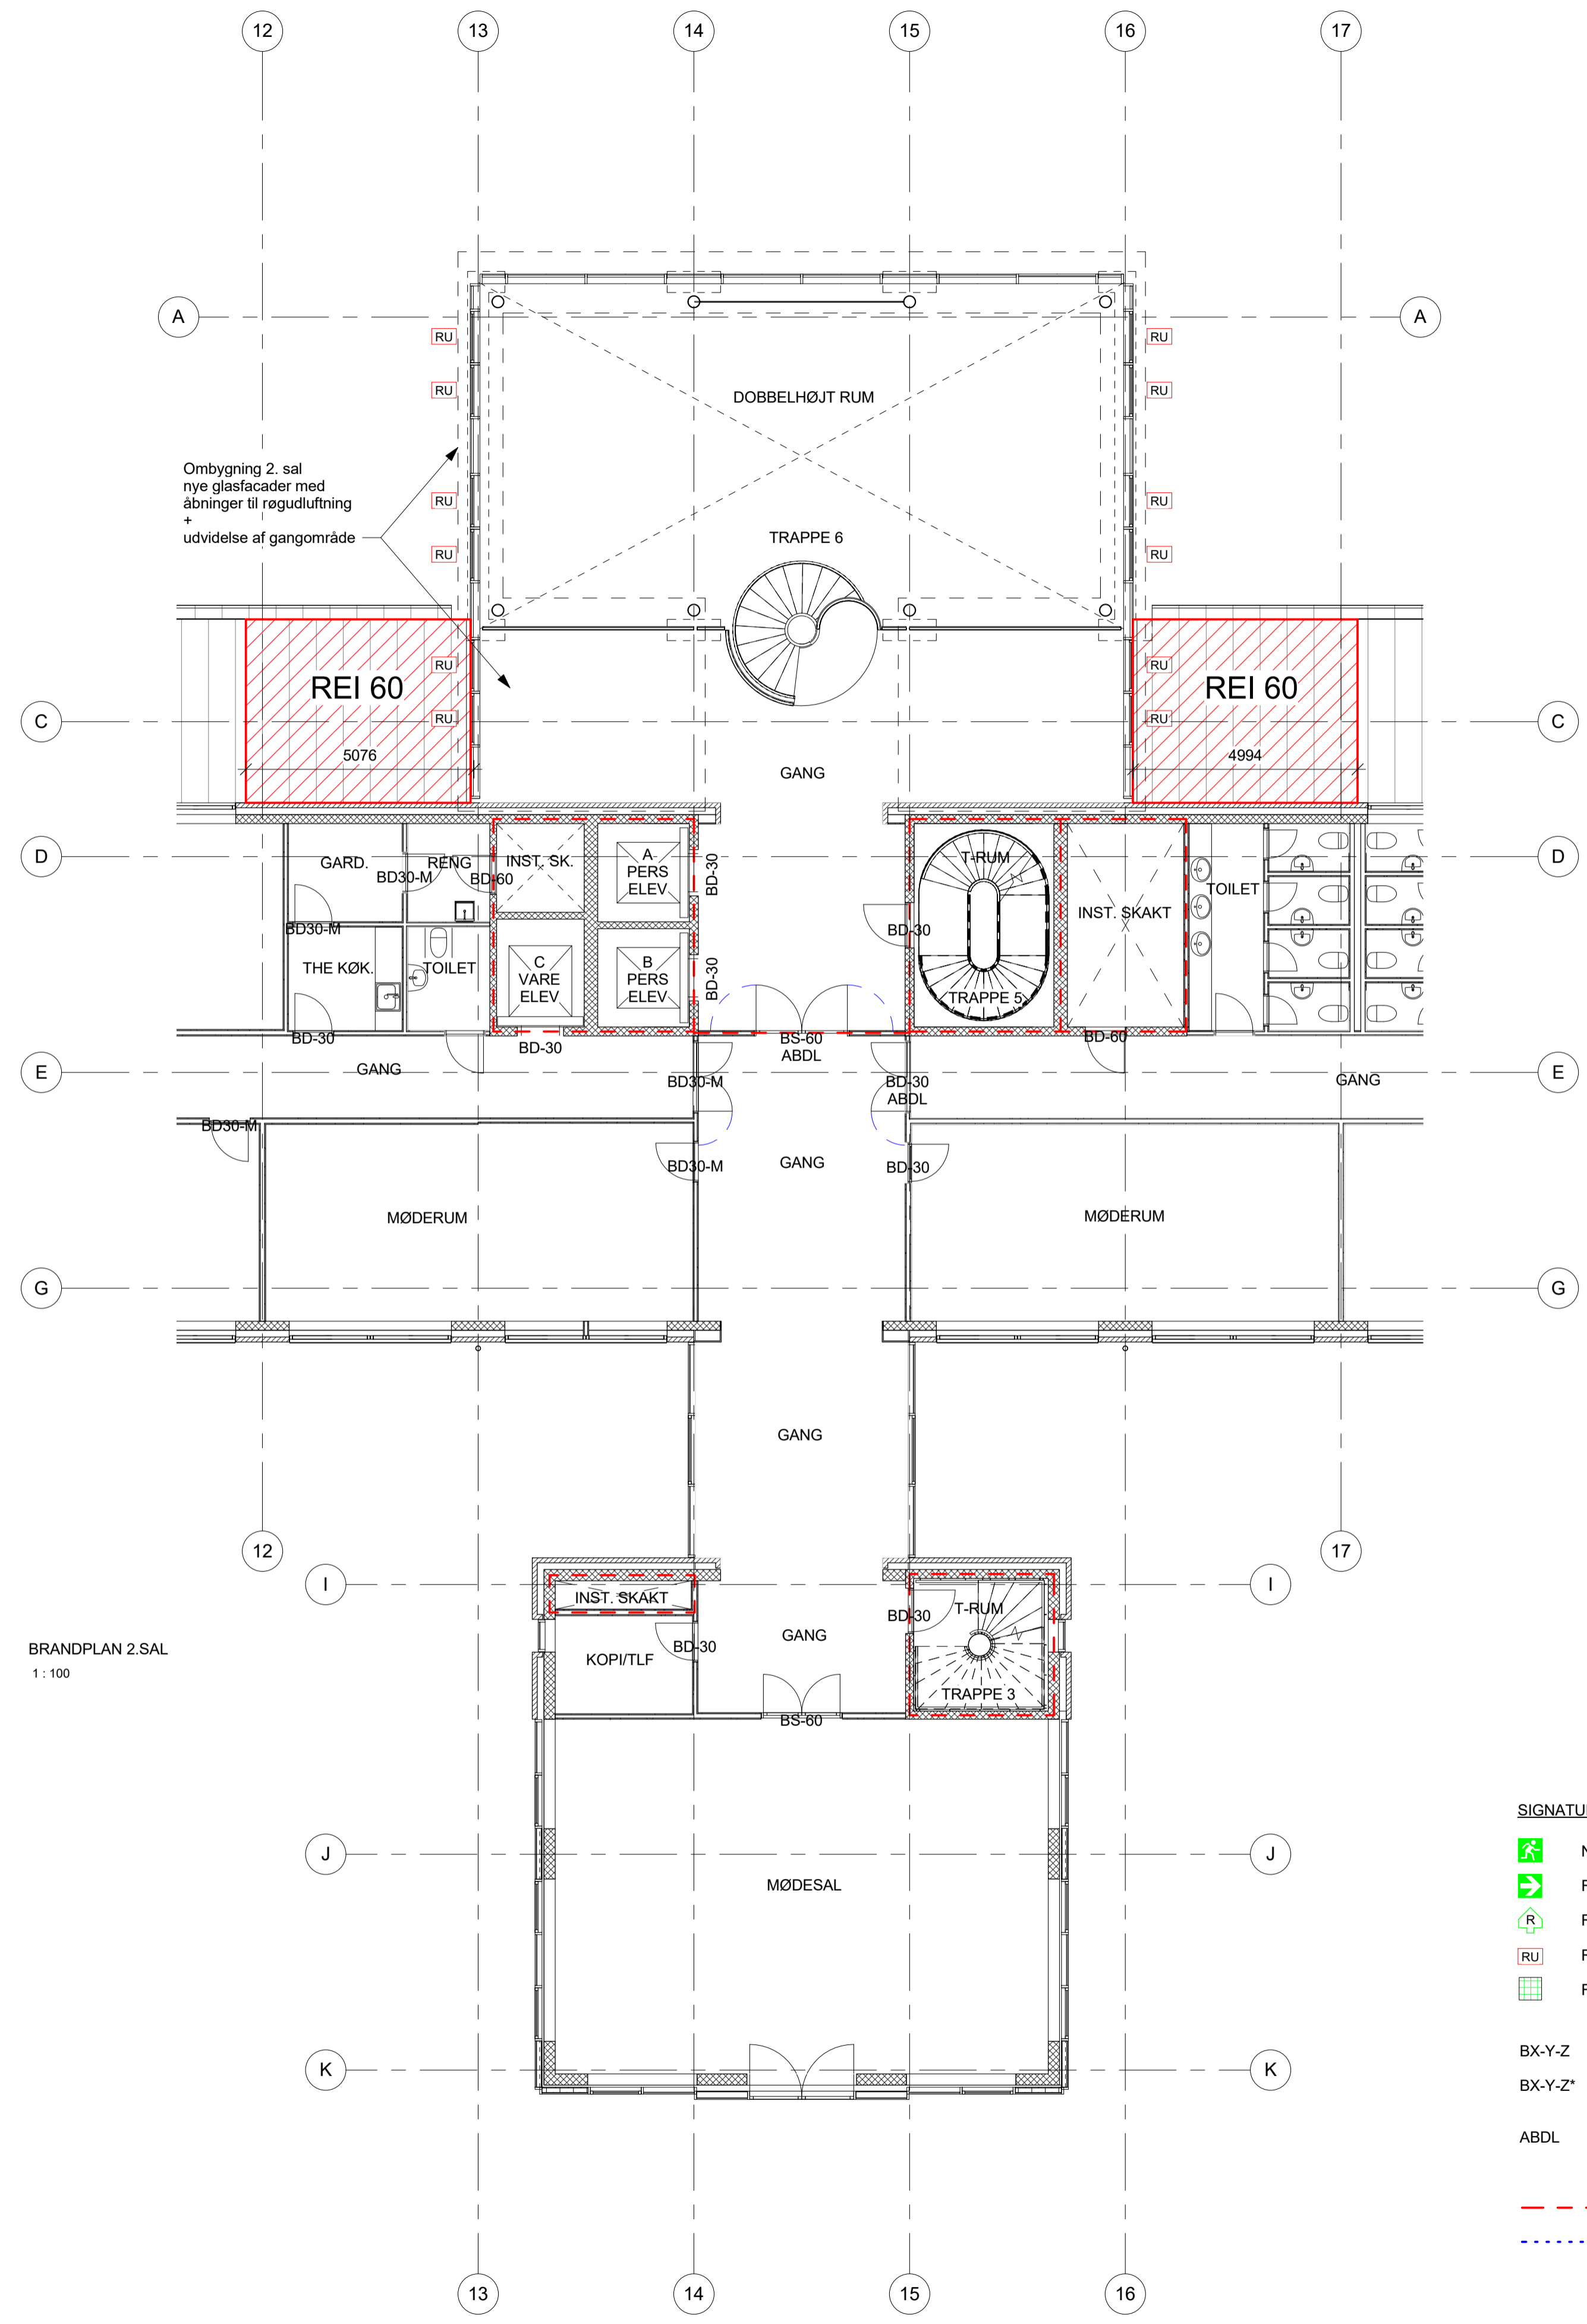 12
13
14
15
16
17
A
A
RU
RU
RU
RU
DOBBELHØJT RUM
Ombygning 2. sal
nye glasfacader med
åbninger til røgudluftning
+
udvidelse af gangområde
RU
RU
RU
RU
TRAPPE 6
REI 60
RU
RU
REI 60
C
RU
RU
C
5076
4994
GANG
D
GARD.
RENG
INST. SK.
A
PERS
ELEV
BD-30
T-RUM
TOILET
D
BD30-M
BD-60
INST. SKAKT
BD30-M
BD-30
THE KØK.
TOILET
C
VARE
ELEV
B
PERS
ELEV
BD-30
TRAPPE 5
BD-30
BD-30
BS-60
ABDL
BD-60
E
GANG
BD30-M
BD-30
ABDL
GANG
E
BD30-M
BD30-M
GANG
BD-30
MØDERUM
MØDERUM
G
G
GANG
12
17
I
I
INST. SKAKT
BD-30
T-RUM
GANG
BD-30
KOPI/TLF
TRAPPE 3
BS-60
BRANDPLAN 2.SAL
1 : 100
SIGNATU
J
J
MØDESAL
N
F
R
F
RU
F
F
BX-Y-Z
K
K
BX-Y-Z*
ABDL
13
14
15
16